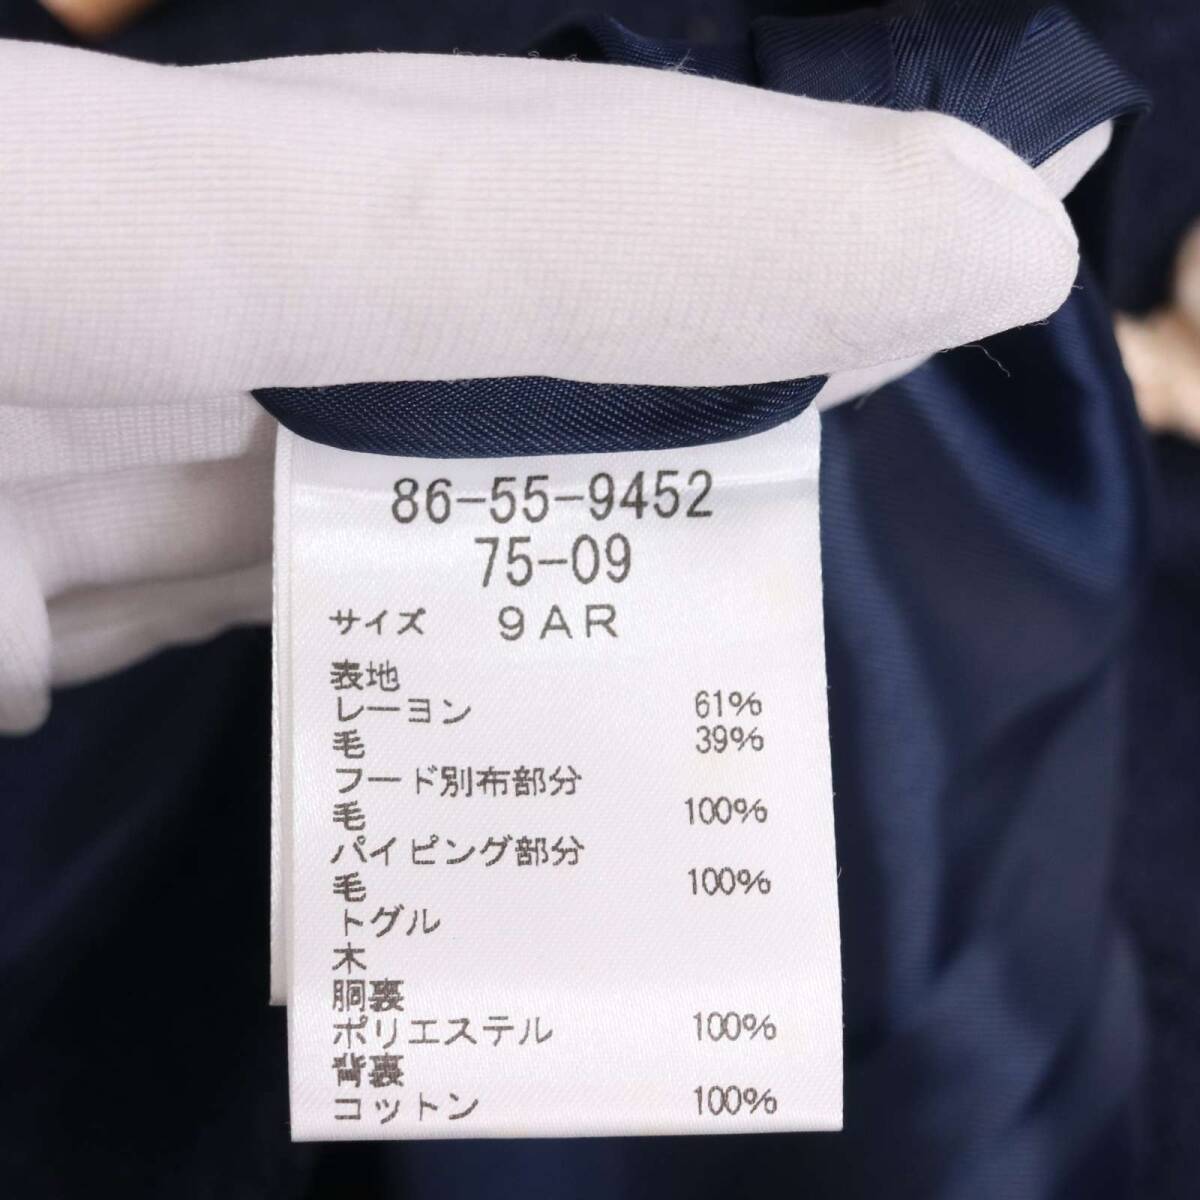 86-55-9452
75-09
サイズ 9AR
表地
レーヨン 61%
毛 39%
フード別布部分
毛 100%
パイピング部分
毛 100%
トグル
木
胴裏
ポリエステル 100%
背裏
コットン 100%